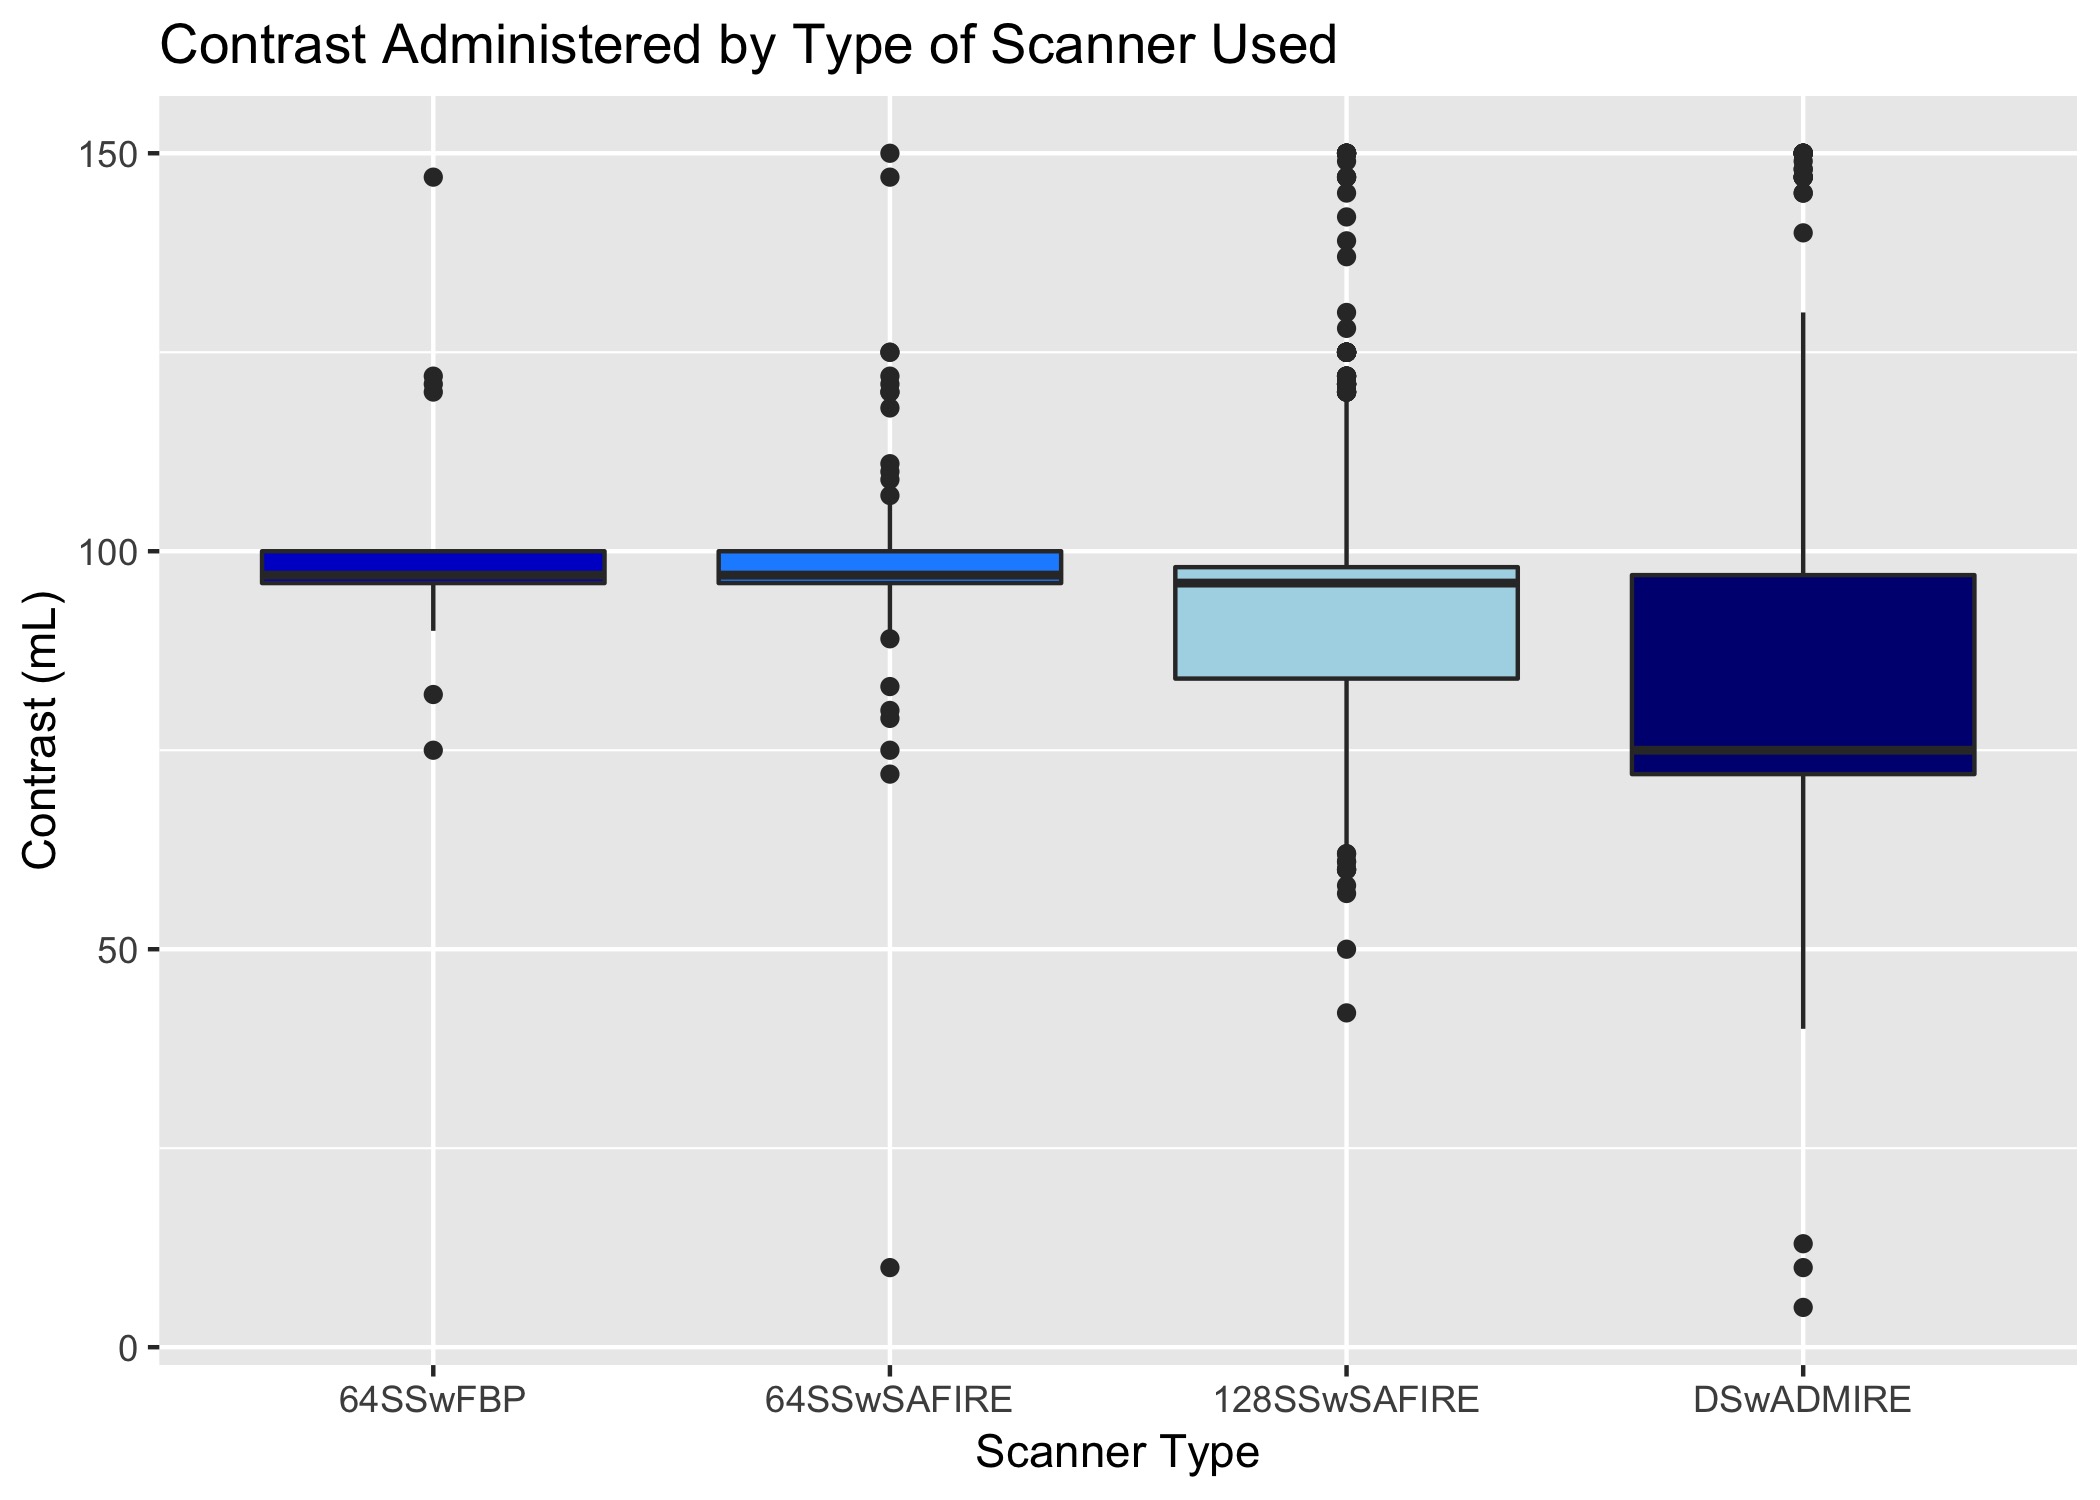 Contrast Administered by Type of Scanner Used
Contrast (mL)
150
100
50
0
64SSwFBP 64SSwSAFIRE 128SSwSAFIRE DSwADMIRE
Scanner Type